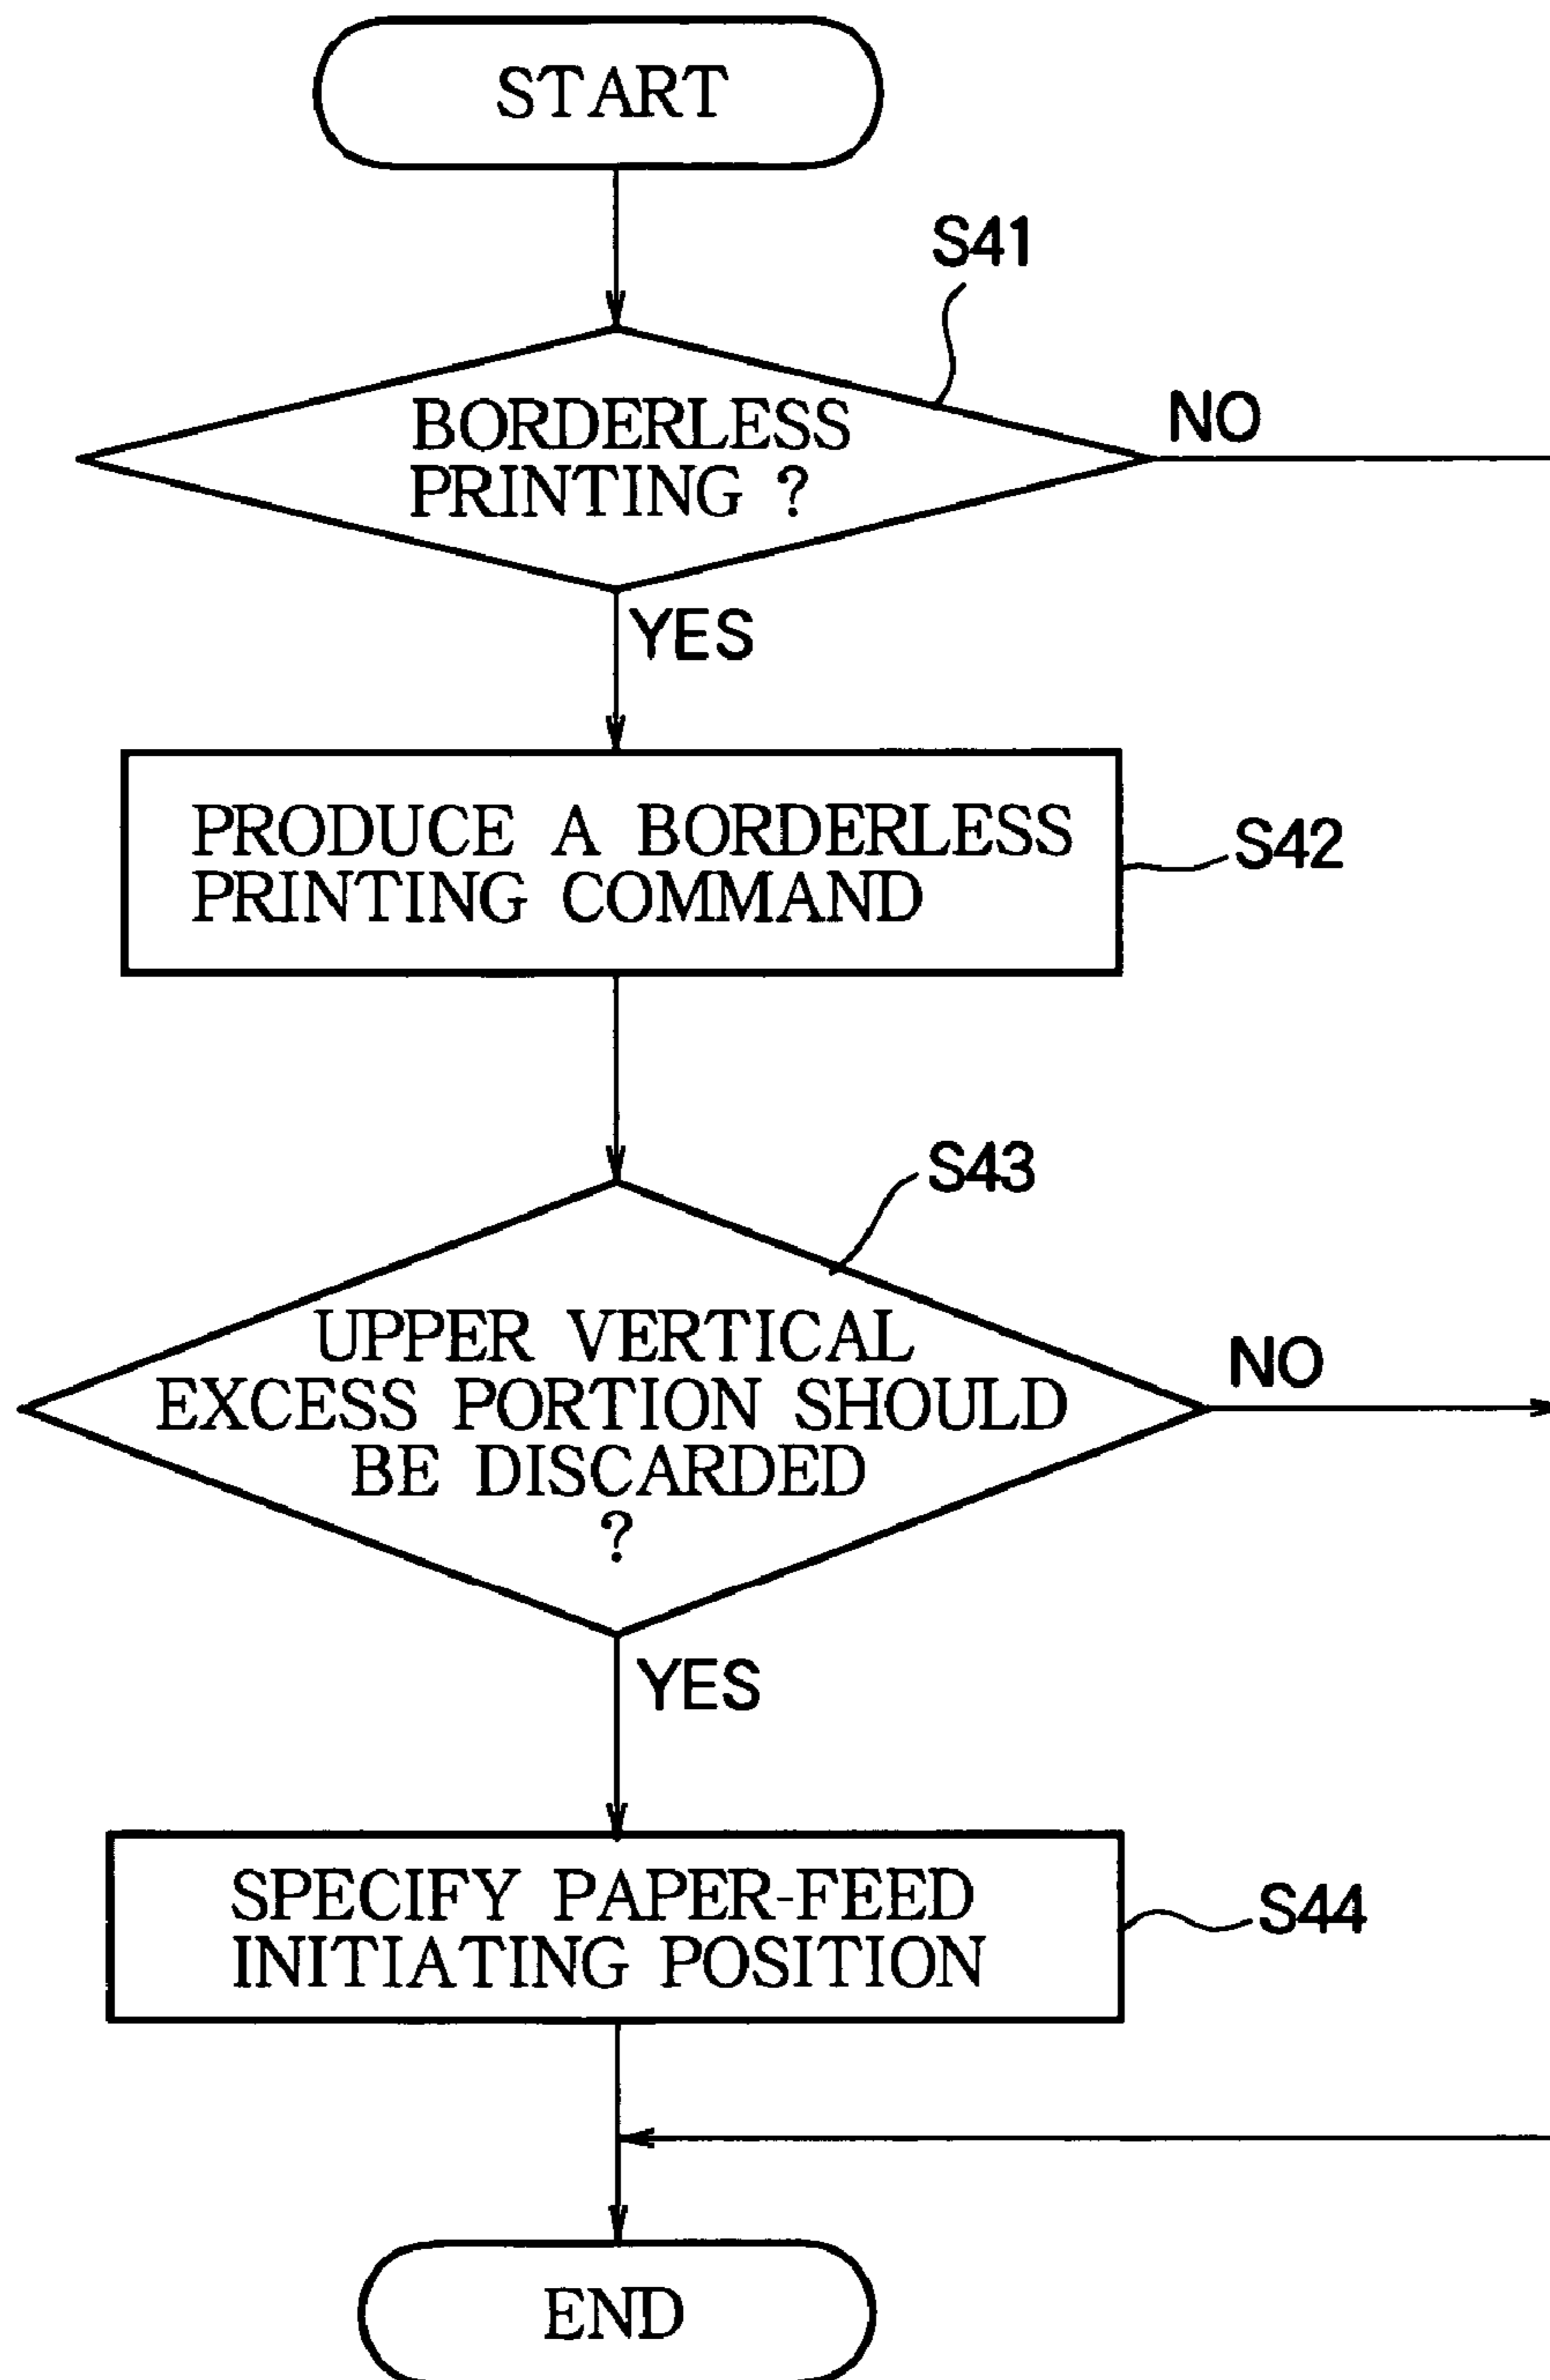 START
S41
BORDERLESS
PRINTING ?
NO
YES
PRODUCE A BORDERLESS
PRINTING COMMAND
S42
S43
UPPER VERTICAL
EXCESS PORTION SHOULD
BE DISCARDED
?
NO
YES
SPECIFY PAPER-FEED
INITIATING POSITION
S44
END